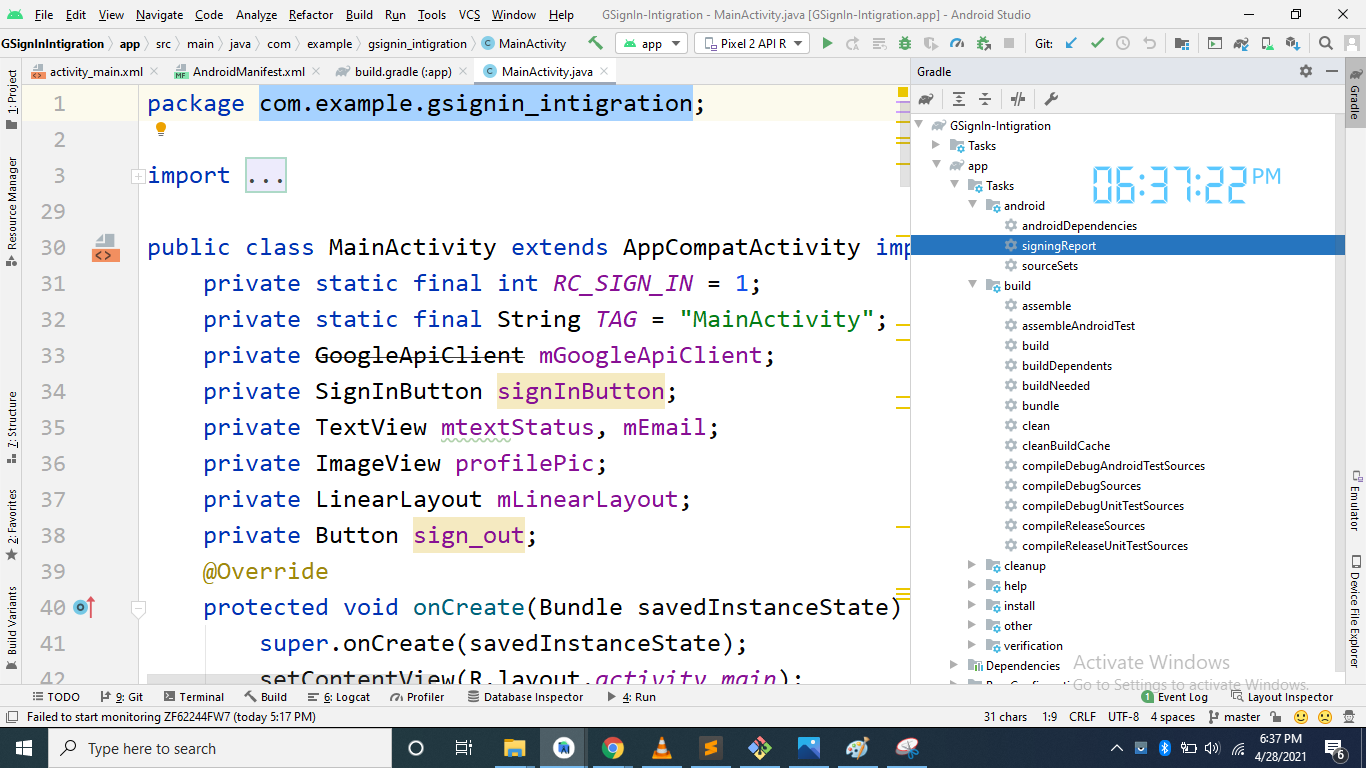 File Edit View Navigate Code Analyze Refactor Build Run Tools VCS Window Help GSignIn-Intigration - MainActivity.java [GSignIn-Intigration.app] - Android Studio
GSignInIntigration app src main java com example gsignin_intigration MainActivity app Pixel 2 API R Git:
activity_main.xml AndroidManifest.xml build.gradle (:app) MainActivity.java
1: Project
Resource Manager
7: Structure
2: Favorites
Build Variants
1 package com.example.gsignin_intigration;
2
3 import ...
29
30 public class MainActivity extends AppCompatActivity imp
31 private static final int RC_SIGN_IN = 1;
32 private static final String TAG = "MainActivity";
33 private GoogleApiClient mGoogleApiClient;
34 private SignInButton signInButton;
35 private TextView mtextStatus, mEmail;
36 private ImageView profilePic;
37 private LinearLayout mLinearLayout;
38 private Button sign_out;
39 @Override
40 protected void onCreate(Bundle savedInstanceState)
41 super.onCreate(savedInstanceState);
42 setContentView(R.layout.activity_main);
Gradle
GSignIn-Intigration
Tasks
app
Tasks
android
androidDependencies
signingReport
sourceSets
build
assemble
assembleAndroidTest
build
buildDependents
buildNeeded
bundle
clean
cleanBuildCache
compileDebugAndroidTestSources
compileDebugSources
compileDebugUnitTestSources
compileReleaseSources
compileReleaseUnitTestSources
cleanup
help
install
other
verification
Dependencies
06:37:22 PM
Activate Windows
Go to Settings to activate Windows.
Gradle
Emulator
Device File Explorer
TODO 9: Git Terminal Build 6: Logcat Profiler Database Inspector 4: Run 1 Event Log Layout Inspector
Failed to start monitoring ZF62244FW7 (today 5:17 PM) 31 chars 1:9 CRLF UTF-8 4 spaces master
Type here to search
6:37 PM
4/28/2021
6